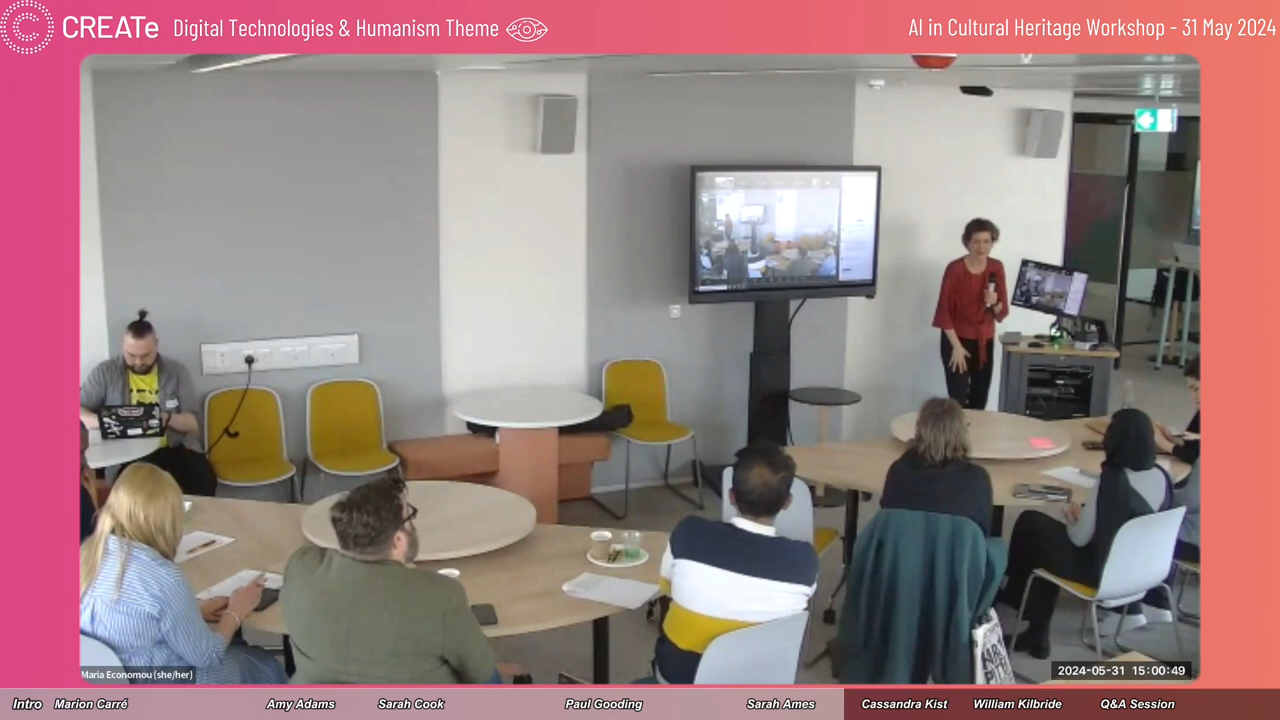 CREATe Digital Technologies & Humanism Theme
AI in Cultural Heritage Workshop - 31 May 2024
Maria Economou (she/her)
2024-05-31 15:00:49
Intro Marion Carré Amy Adams Sarah Cook Paul Gooding Sarah Ames Cassandra Kist William Kilbride Q&A Session